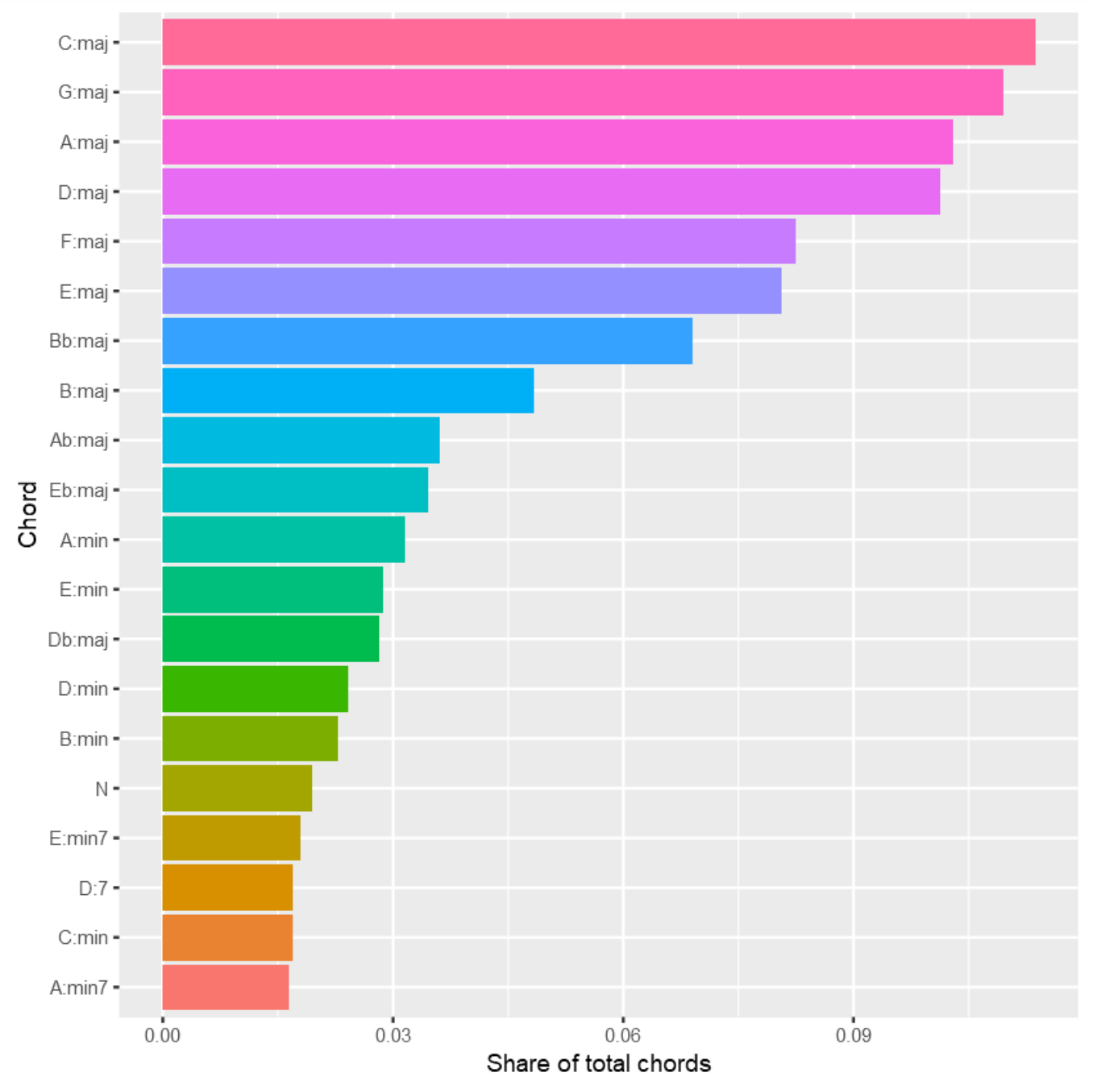 C:maj
G:maj
A:maj
D:maj
F:maj
E:maj
Bb:maj
B:maj
Ab:maj
Eb:maj
A:min
E:min
Db:maj
D:min
B:min
N
E:min7
D:7
C:min
A:min7
Chord
0.00 0.03 0.06 0.09
Share of total chords